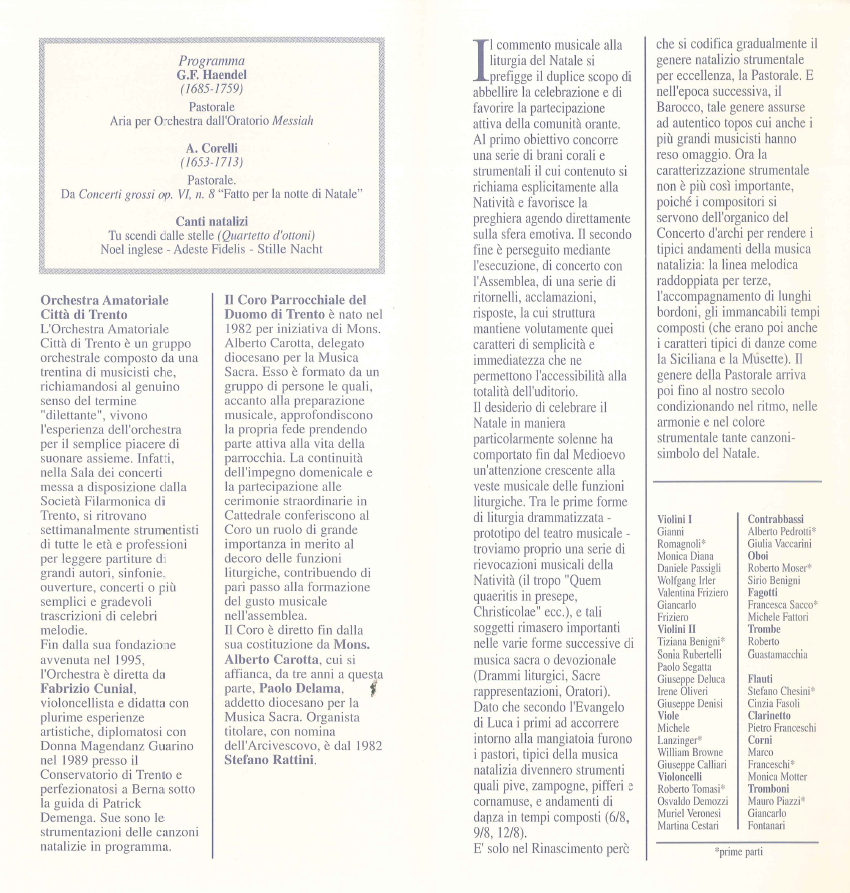 Programma
G.F. Haendel
(1685-1759)
Pastorale
Aria per Orchestra dall'Oratorio Messiah
A. Corelli
(1653-1713)
Pastorale.
Da Concerti grossi op. VI, n. 8 “Fatto per la notte di Natale”
Canti natalizi
Tu scendi dalle stelle (Quartetto d'ottoni)
Noel inglese - Adeste Fidelis - Stille Nacht
Orchestra Amatoriale
Città di Trento
L'Orchestra Amatoriale
Città di Trento è un gruppo
orchestrale composto da una
trentina di musicisti che,
richiamandosi al genuino
senso del termine
"dilettante", vivono
l'esperienza dell'orchestra
per il semplice piacere di
suonare assieme. Infatti,
nella Sala dei concerti
messa a disposizione dalla
Società Filarmonica di
Trento, si ritrovano
settimanalmente strumentisti
di tutte le età e professioni
per leggere partiture di
grandi autori, sinfonie,
ouverture, concerti o più
semplici e gradevoli
trascrizioni di celebri
melodie.
Fin dalla sua fondazione
avvenuta nel 1995,
l'Orchestra è diretta da
Fabrizio Cunial,
violoncellista e didatta con
plurime esperienze
artistiche, diplomatosi con
Donna Magendanz Guarino
nel 1989 presso il
Conservatorio di Trento e
perfezionatosi a Berna sotto
la guida di Patrick
Demenga. Sue sono le
strumentazioni delle canzoni
natalizie in programma.
Il Coro Parrocchiale del
Duomo di Trento è nato nel
1982 per iniziativa di Mons.
Alberto Carotta, delegato
diocesano per la Musica
Sacra. Esso è formato da un
gruppo di persone le quali,
accanto alla preparazione
musicale, approfondiscono
la propria fede prendendo
parte attiva alla vita della
parrocchia. La continuità
dell'impegno domenicale e
la partecipazione alle
cerimonie straordinarie in
Cattedrale conferiscono al
Coro un ruolo di grande
importanza in merito al
decoro delle funzioni
liturgiche, contribuendo di
pari passo alla formazione
del gusto musicale
nell'assemblea.
Il Coro è diretto fin dalla
sua costituzione da Mons.
Alberto Carotta, cui si
affianca, da tre anni a questa
parte, Paolo Delama,
addetto diocesano per la
Musica Sacra. Organista
titolare, con nomina
dell'Arcivescovo, è dal 1982
Stefano Rattini.
Il commento musicale alla
liturgia del Natale si
prefigge il duplice scopo di
abbellire la celebrazione e di
favorire la partecipazione
attiva della comunità orante.
Al primo obiettivo concorre
una serie di brani corali e
strumentali il cui contenuto si
richiama esplicitamente alla
Natività e favorisce la
preghiera agendo direttamente
sulla sfera emotiva. Il secondo
fine è perseguito mediante
l'esecuzione, di concerto con
l'Assemblea, di una serie di
ritornelli, acclamazioni,
risposte, la cui struttura
mantiene volutamente quei
caratteri di semplicità e
immediatezza che ne
permettono l'accessibilità alla
totalità dell'uditorio.
Il desiderio di celebrare il
Natale in maniera
particolarmente solenne ha
comportato fin dal Medioevo
un'attenzione crescente alla
veste musicale delle funzioni
liturgiche. Tra le prime forme
di liturgia drammatizzata -
prototipo del teatro musicale -
troviamo proprio una serie di
rievocazioni musicali della
Natività (il tropo "Quem
quaeritis in presepe,
Christicolae" ecc.), e tali
soggetti rimasero importanti
nelle varie forme successive di
musica sacra o devozionale
(Drammi liturgici, Sacre
rappresentazioni, Oratori).
Dato che secondo l'Evangelo
di Luca i primi ad accorrere
intorno alla mangiatoia furono
i pastori, tipici della musica
natalizia divennero strumenti
quali pive, zampogne, pifferi e
cornamuse, e andamenti di
danza in tempi composti (6/8,
9/8, 12/8).
E' solo nel Rinascimento però
che si codifica gradualmente il
genere natalizio strumentale
per eccellenza, la Pastorale. E
nell'epoca successiva, il
Barocco, tale genere assurse
ad autentico topos cui anche i
più grandi musicisti hanno
reso omaggio. Ora la
caratterizzazione strumentale
non è più così importante,
poiché i compositori si
servono dell'organico del
Concerto d'archi per rendere i
tipici andamenti della musica
natalizia: la linea melodica
raddoppiata per terze,
l'accompagnamento di lunghi
bordoni, gli immancabili tempi
composti (che erano poi anche
i caratteri tipici di danze come
la Siciliana e la Musette). Il
genere della Pastorale arriva
poi fino al nostro secolo
condizionando nel ritmo, nelle
armonie e nel colore
strumentale tante canzoni-
simbolo del Natale.
Violini I
Gianni
Romagnoli*
Monica Diana
Daniele Passigli
Wolfgang Irler
Valentina Friziero
Giancarlo
Friziero
Violini II
Tiziana Benigni*
Sonia Rubertelli
Paolo Segatta
Giuseppe Deluca
Irene Oliveri
Giuseppe Denisi
Viole
Michele
Lanzinger*
William Browne
Giuseppe Calliari
Violoncelli
Roberto Tomasi*
Osvaldo Demozzi
Muriel Veronesi
Martina Cestari
Contrabbassi
Alberto Pedrotti*
Giulia Vaccarini
Oboi
Roberto Moser*
Sirio Benigni
Fagotti
Francesca Sacco*
Michele Fattori
Trombe
Roberto
Guastamacchia
Flauti
Stefano Chesini*
Cinzia Fasoli
Clarinetto
Pietro Franceschi
Corni
Marco
Franceschi*
Monica Motter
Tromboni
Mauro Piazzi*
Giancarlo
Fontanari
*prime parti